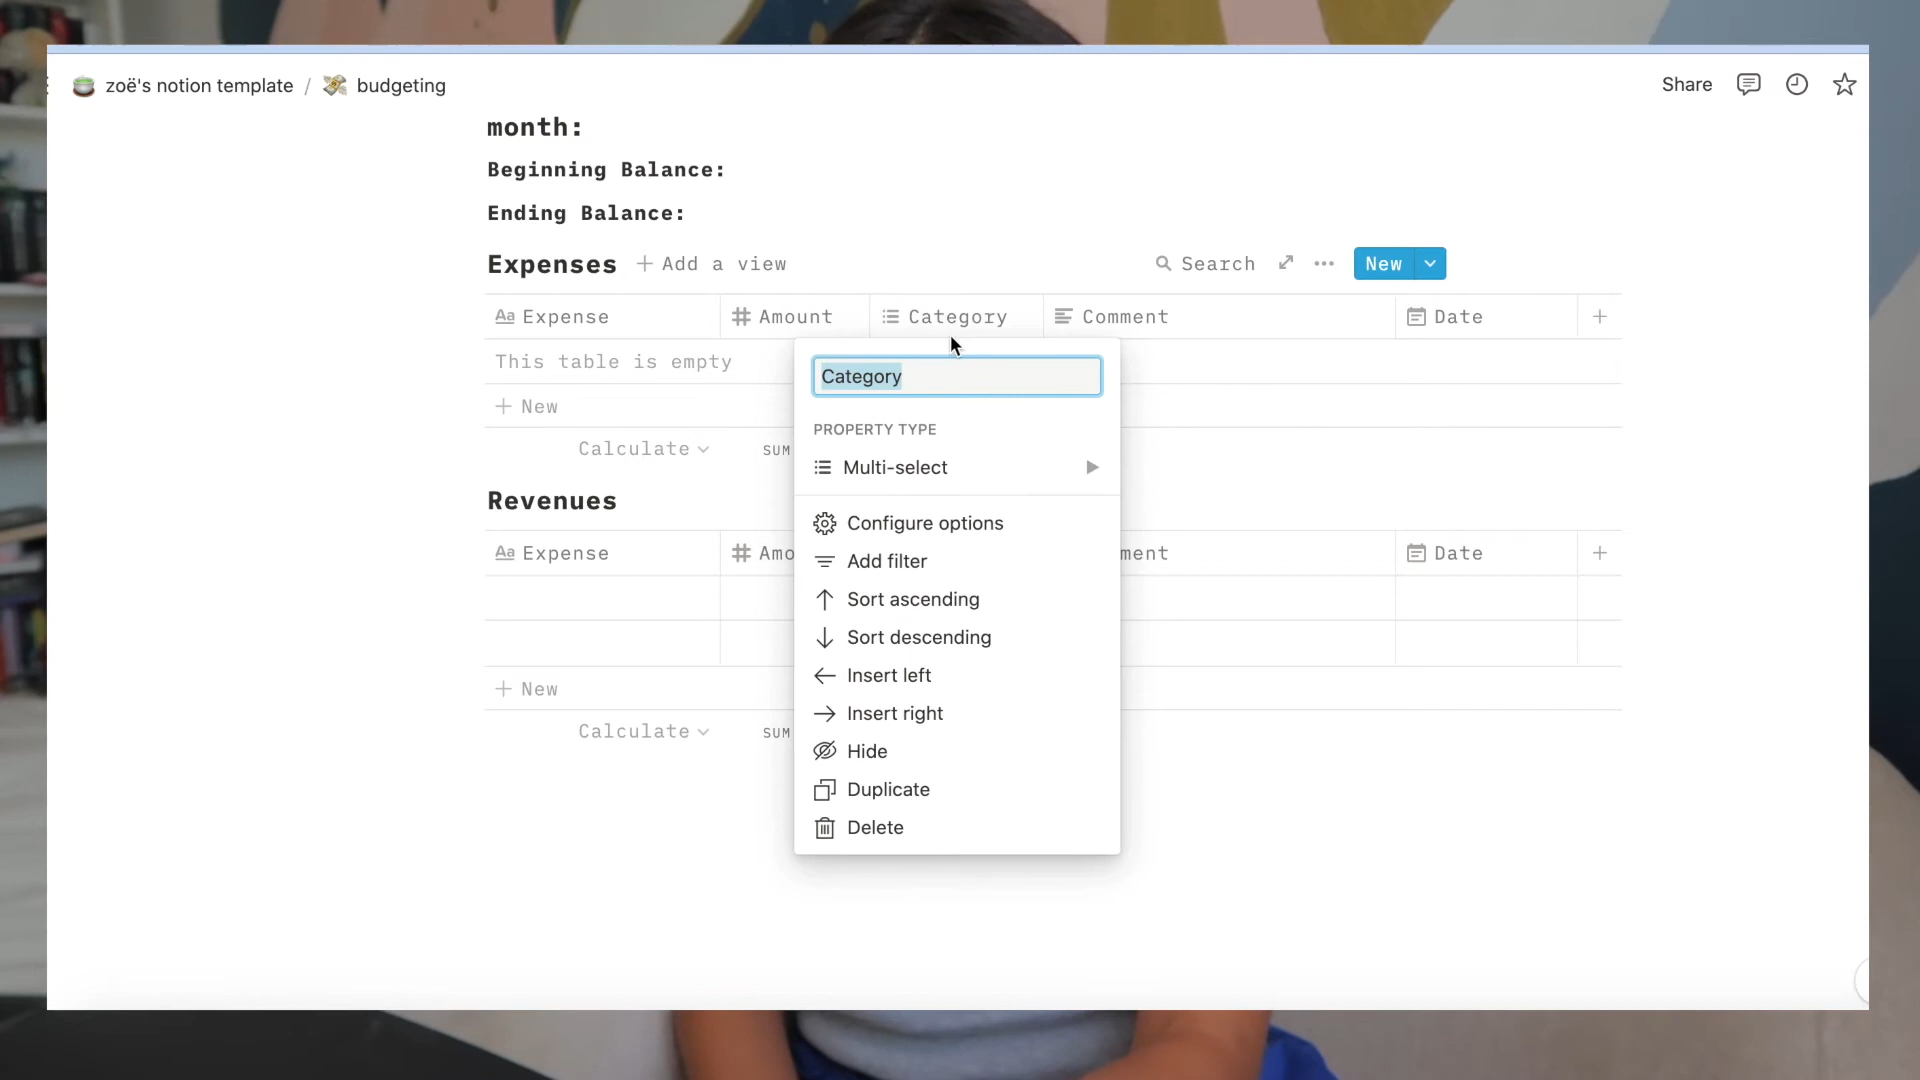 zoë's notion template / 💸 budgeting
Share
month:
Beginning Balance:
Ending Balance:
Expenses + Add a view
Search ••• New
Aa Expense # Amount Category Comment Date +
This table is empty
+ New
Calculate SUM
Category
PROPERTY TYPE
Multi-select
Configure options
Add filter
Sort ascending
Sort descending
Insert left
Insert right
Hide
Duplicate
Delete
Revenues
Aa Expense # Amo ment Date +
+ New
Calculate SUM